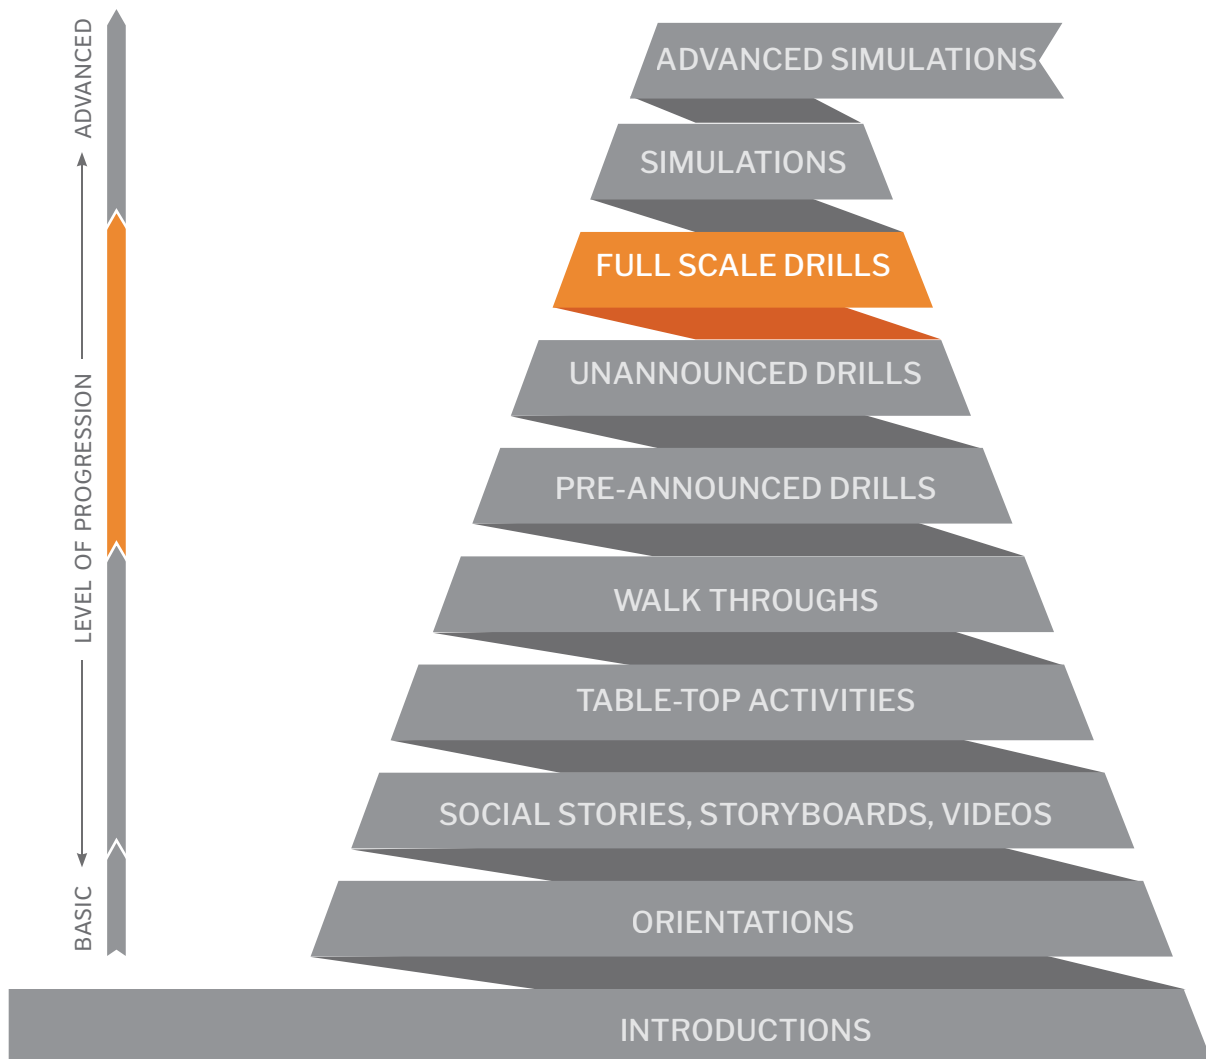 ADVANCED
LEVEL OF PROGRESSION
BASIC
ADVANCED SIMULATIONS
SIMULATIONS
FULL SCALE DRILLS
UNANNOUNCED DRILLS
PRE-ANNOUNCED DRILLS
WALK THROUGHS
TABLE-TOP ACTIVITIES
SOCIAL STORIES, STORYBOARDS, VIDEOS
ORIENTATIONS
INTRODUCTIONS